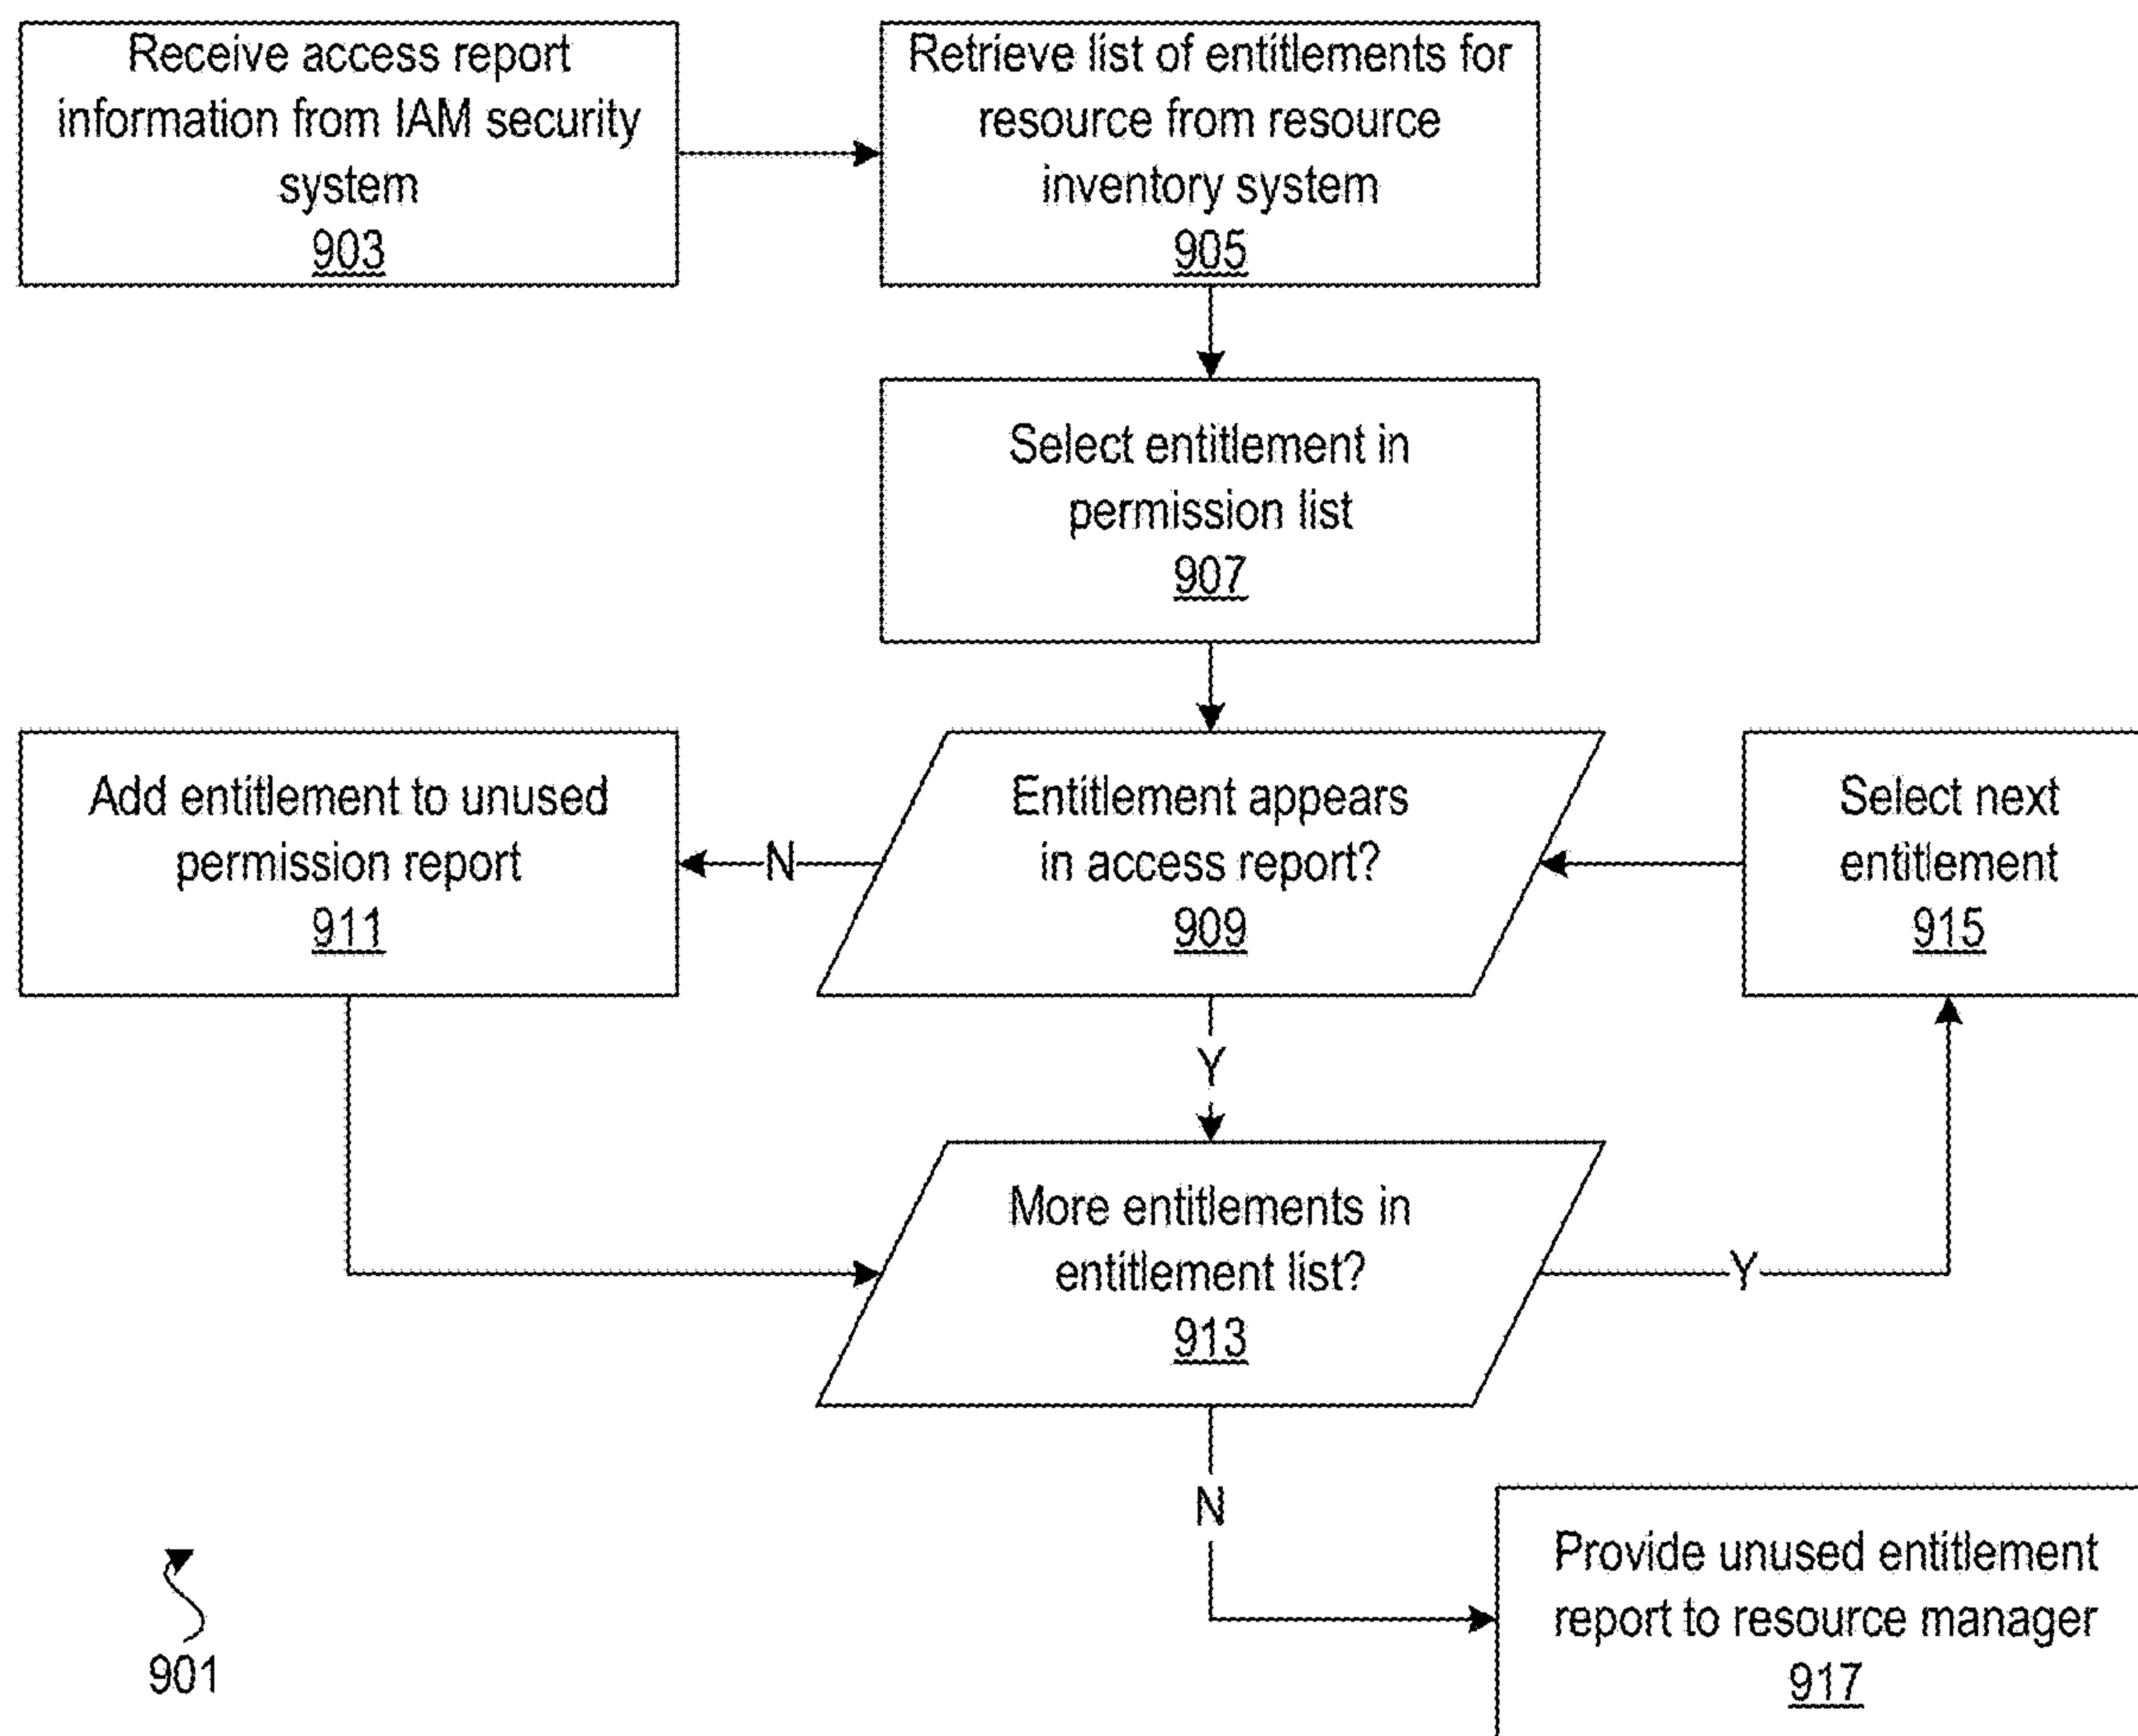 Receive access report
information from IAM security
system
903
Retrieve list of entitlements for
resource from resource
inventory system
905
Select entitlement in
permission list
907
Add entitlement to unused
permission report
911
N
Entitlement appears
in access report?
909
Select next
entitlement
915
Y
More entitlements in
entitlement list?
913
Y
N
Provide unused entitlement
report to resource manager
917
901